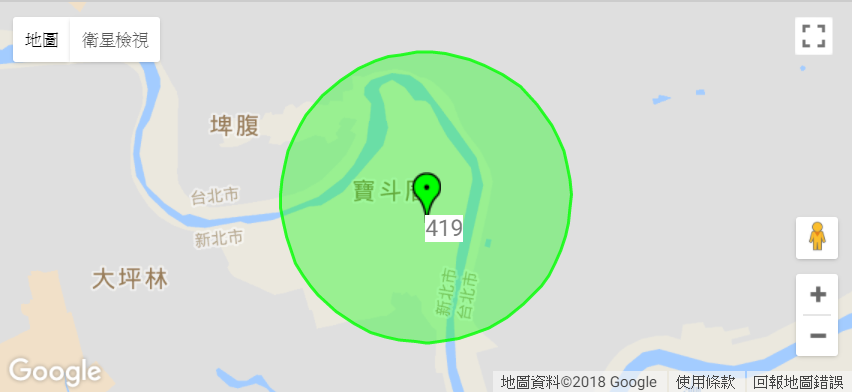 地圖 衛星檢視
埤腹
寶斗厝
台北市
新北市
419
大坪林
新北市
台北市
Google
地圖資料©2018 Google 使用條款 回報地圖錯誤